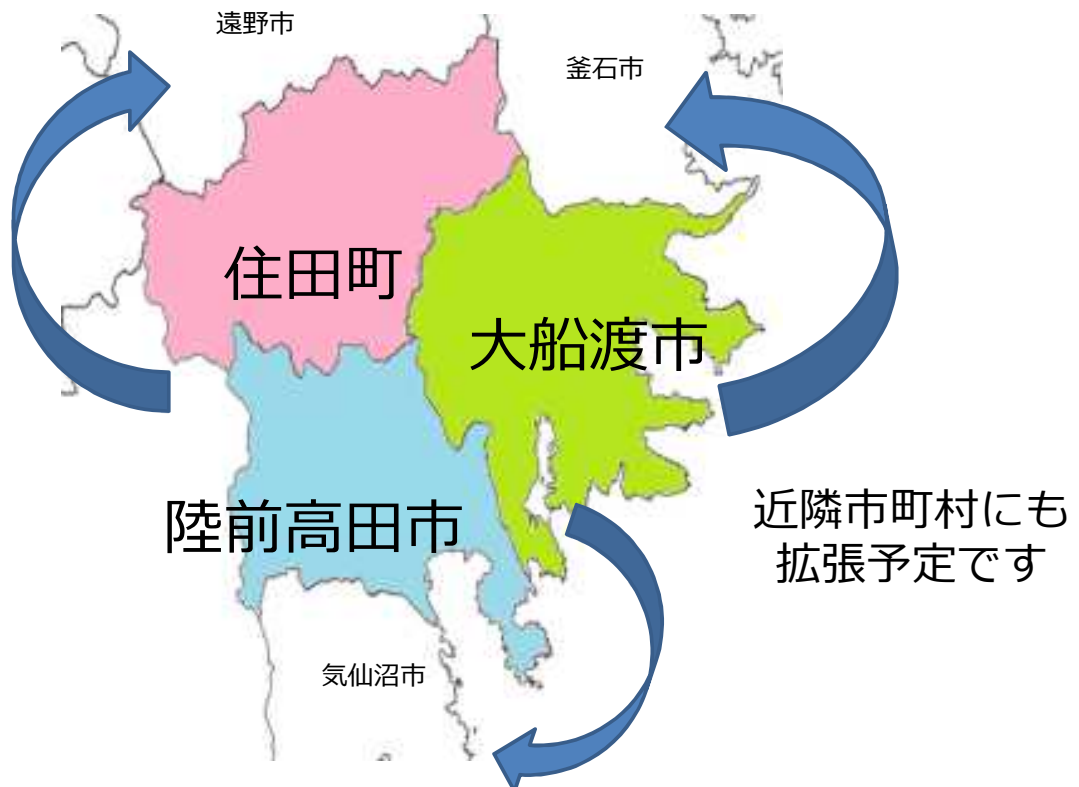 遠野市
釜石市
住田町
大船渡市
陸前高田市
近隣市町村にも
拡張予定です
気仙沼市